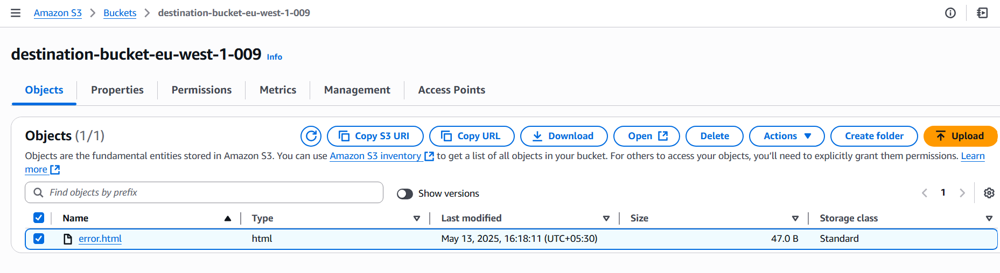 Amazon S3 > Buckets > destination-bucket-eu-west-1-009
destination-bucket-eu-west-1-009 Info
Objects Properties Permissions Metrics Management Access Points
Objects (1/1) Copy S3 URI Copy URL Download Open Delete Actions Create folder Upload
Objects are the fundamental entities stored in Amazon S3. You can use Amazon S3 inventory to get a list of all objects in your bucket. For others to access your objects, you’ll need to explicitly grant them permissions. Learn
more
Find objects by prefix Show versions 1
Name Type Last modified Size Storage class
error.html html May 13, 2025, 16:18:11 (UTC+05:30) 47.0 B Standard